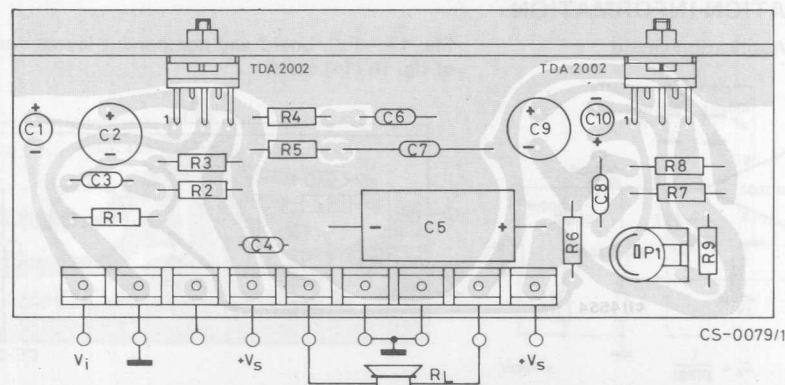 TDA 2002
TDA 2002
1
1
+
C1
-
+
C2
-
R4
C6
+
C9
-
-
C10
+
R5
C7
R3
R2
C3
R1
C4
- C5 +
R8
R7
C8
R6
P1
R9
CS-0079/1
Vi
+Vs
RL
+Vs